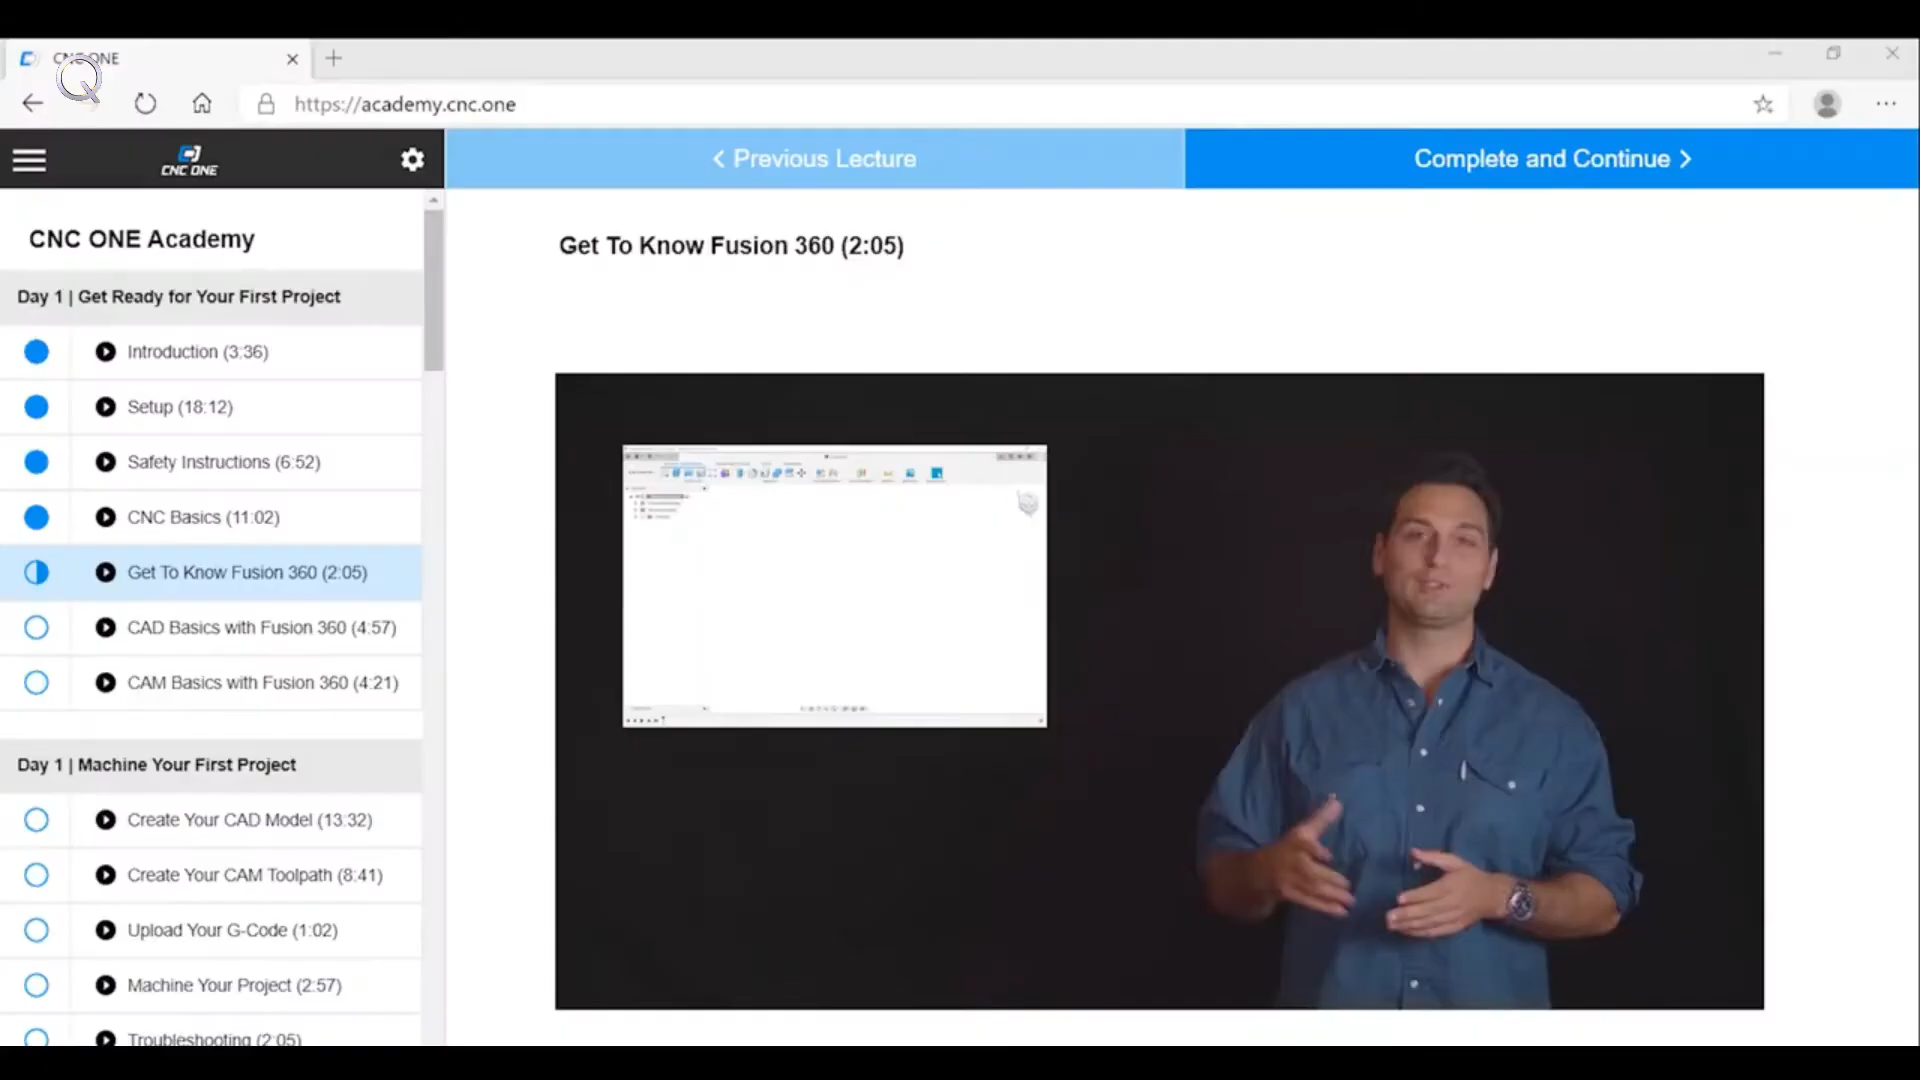 CNC ONE
https://academy.cnc.one
CNC ONE
Previous Lecture
Complete and Continue
CNC ONE Academy
Get To Know Fusion 360 (2:05)
Day 1 | Get Ready for Your First Project
Introduction (3:36)
Setup (18:12)
Safety Instructions (6:52)
CNC Basics (11:02)
Get To Know Fusion 360 (2:05)
CAD Basics with Fusion 360 (4:57)
CAM Basics with Fusion 360 (4:21)
Day 1 | Machine Your First Project
Create Your CAD Model (13:32)
Create Your CAM Toolpath (8:41)
Upload Your G-Code (1:02)
Machine Your Project (2:57)
Troubleshooting (2:05)